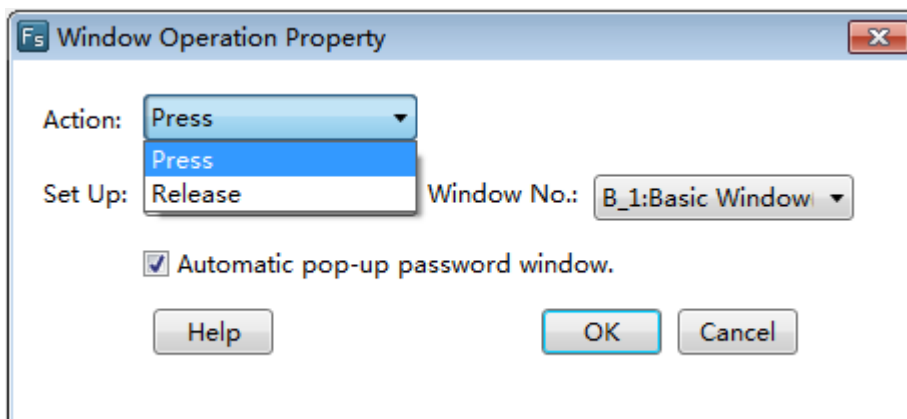 Fs Window Operation Property
Action: Press
Press
Set Up: Release Window No.: B_1:Basic Window
Automatic pop-up password window.
Help OK Cancel